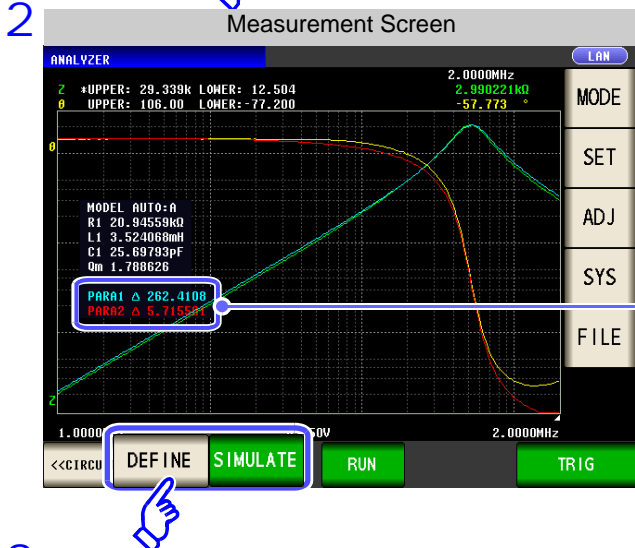 2
Measurement Screen
ANALYZER
LAN
2.0000MHz
Z *UPPER: 29.339k LOWER: 12.504 2.990221kΩ
θ UPPER: 106.00 LOWER:-77.200 -57.773 °
MODE
SET
ADJ
SYS
FILE
θ
MODEL AUTO:A
R1 20.94559kΩ
L1 3.524068mH
C1 25.69793pF
Qm 1.788626
PARA1 Δ 262.4108
PARA2 Δ 5.715501
Z
1.0000 50V 2.0000MHz
<<CIRCU DEFINE SIMULATE RUN TRIG